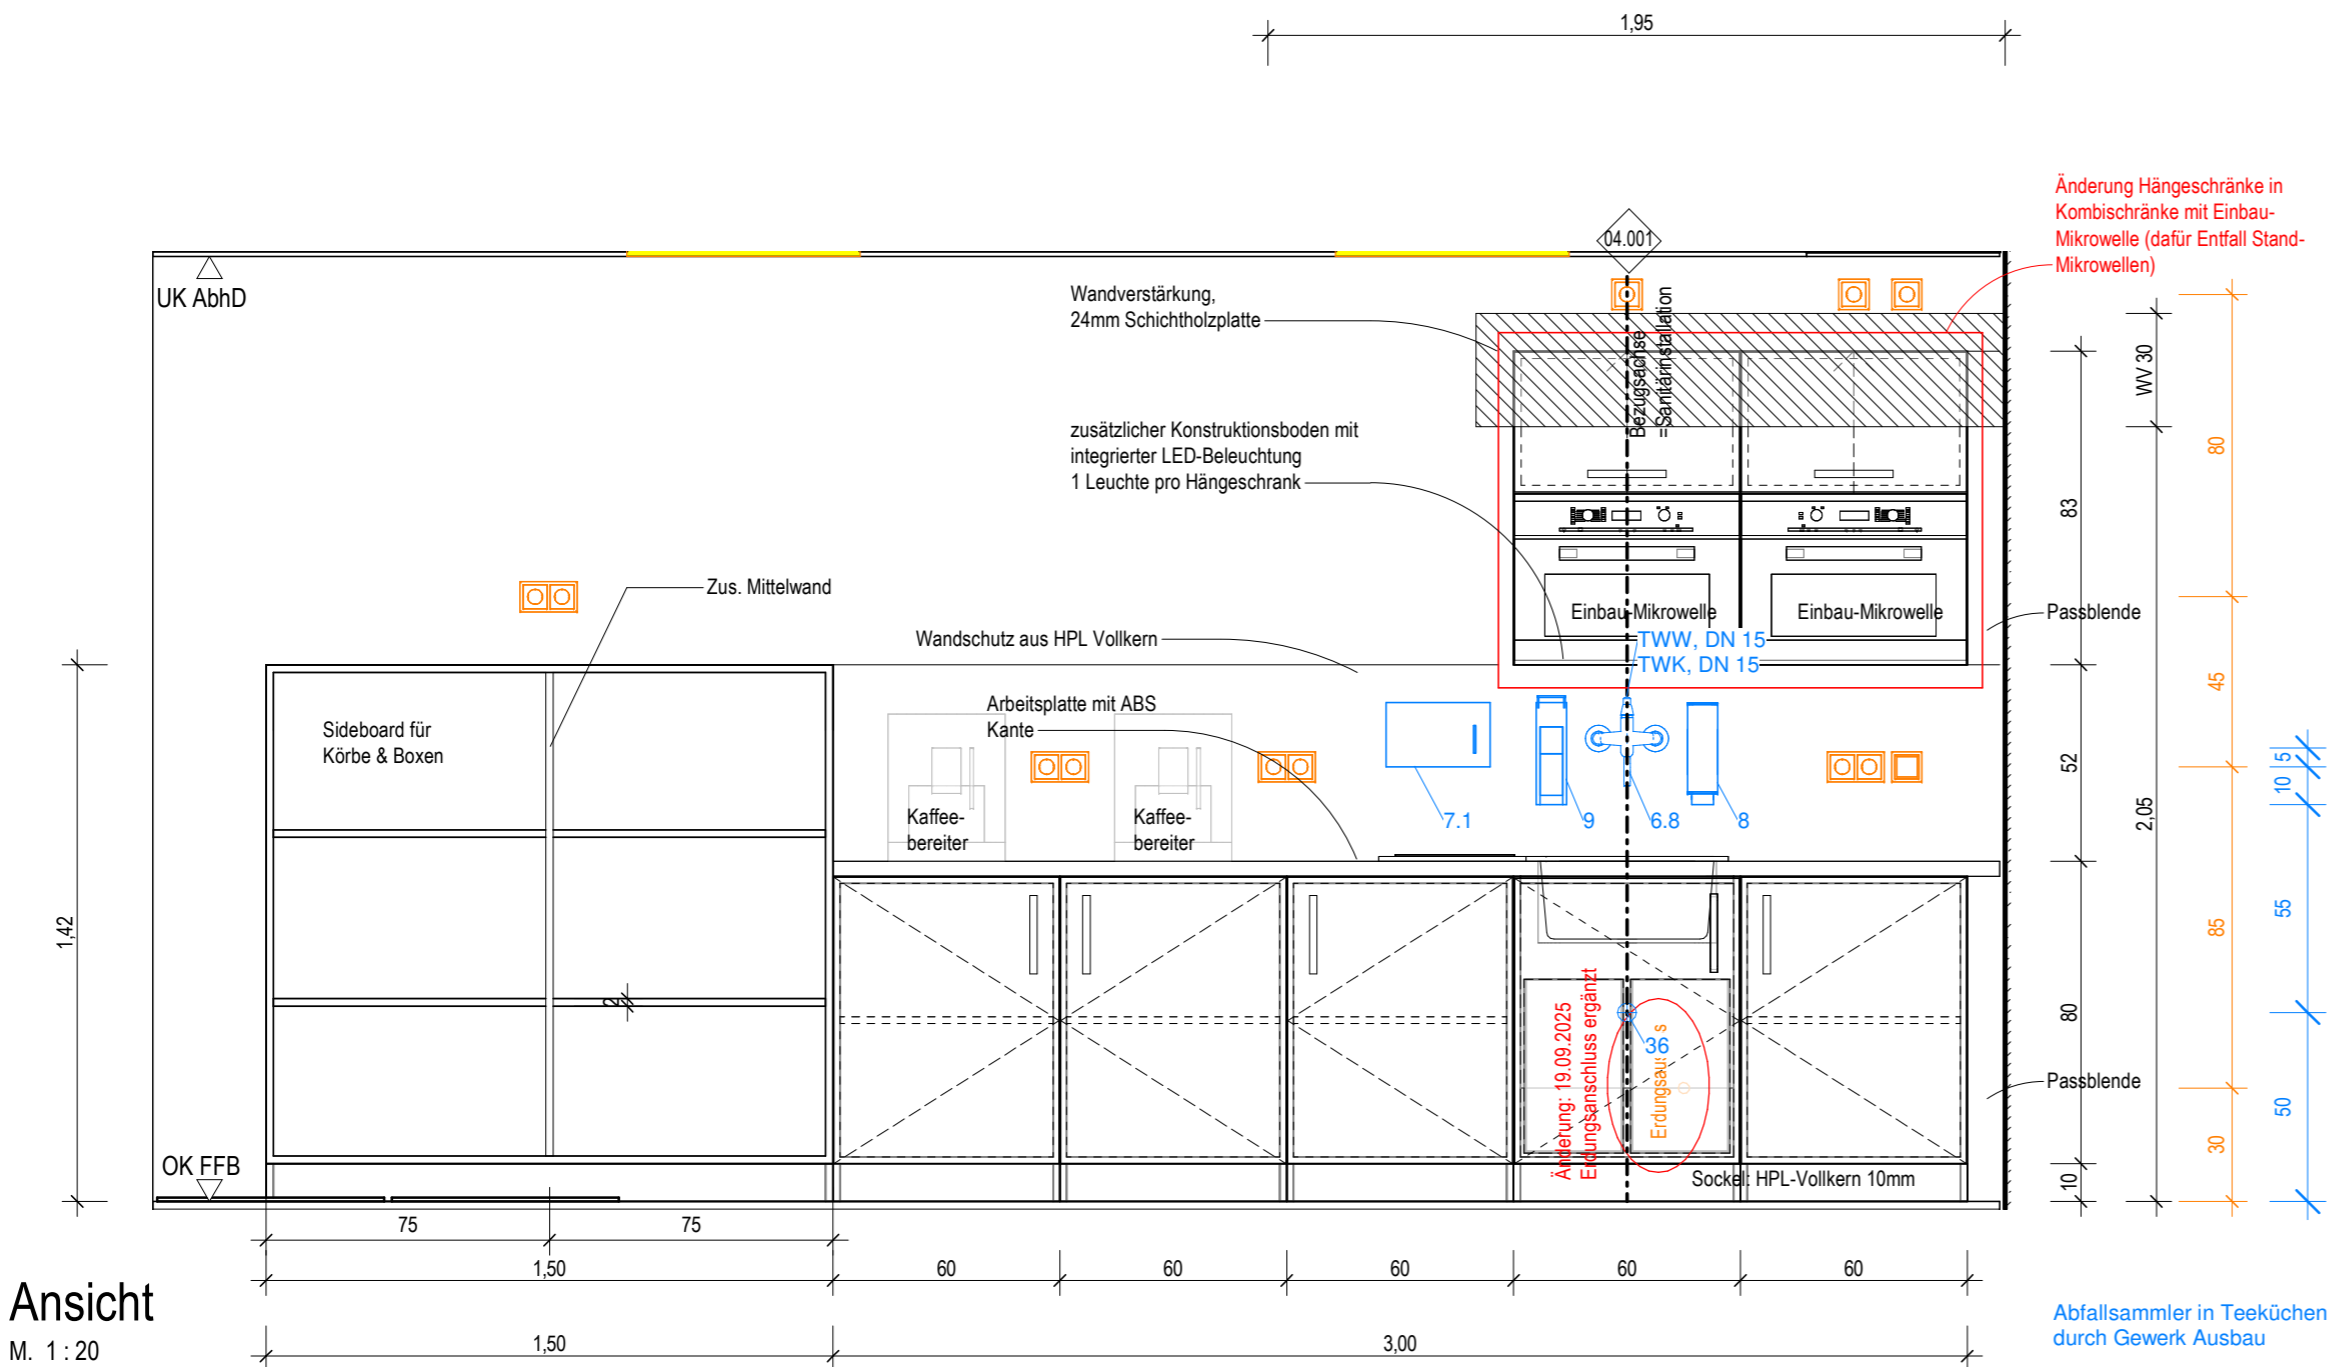 1,95
Änderung Hängeschränke in
Kombischränke mit Einbau-
Mikrowelle (dafür Entfall Stand-
Mikrowellen)
04.001
UK AbhD
Wandverstärkung,
24mm Schichtholzplatte
Bezugsachse
=Sanitärinstallation
WV 30
zusätzlicher Konstruktionsboden mit
integrierter LED-Beleuchtung
1 Leuchte pro Hängeschrank
80
83
Zus. Mittelwand
Einbau-Mikrowelle
Einbau-Mikrowelle
Passblende
Wandschutz aus HPL Vollkern
TWW, DN 15
TWK, DN 15
45
Arbeitsplatte mit ABS
Kante
Sideboard für
Körbe & Boxen
5
52
10
Kaffee-
bereiter
Kaffee-
bereiter
7.1
9
6.8
8
2,05
1,42
55
85
2
80
Änderung: 19.09.2025
Erdungsanschluss ergänzt
36
Passblende
50
30
OK FFB
Sockel: HPL-Vollkern 10mm
10
75
75
1,50
60
60
60
60
60
Ansicht
M. 1 : 20
1,50
3,00
Abfallsammler in Teeküchen
durch Gewerk Ausbau